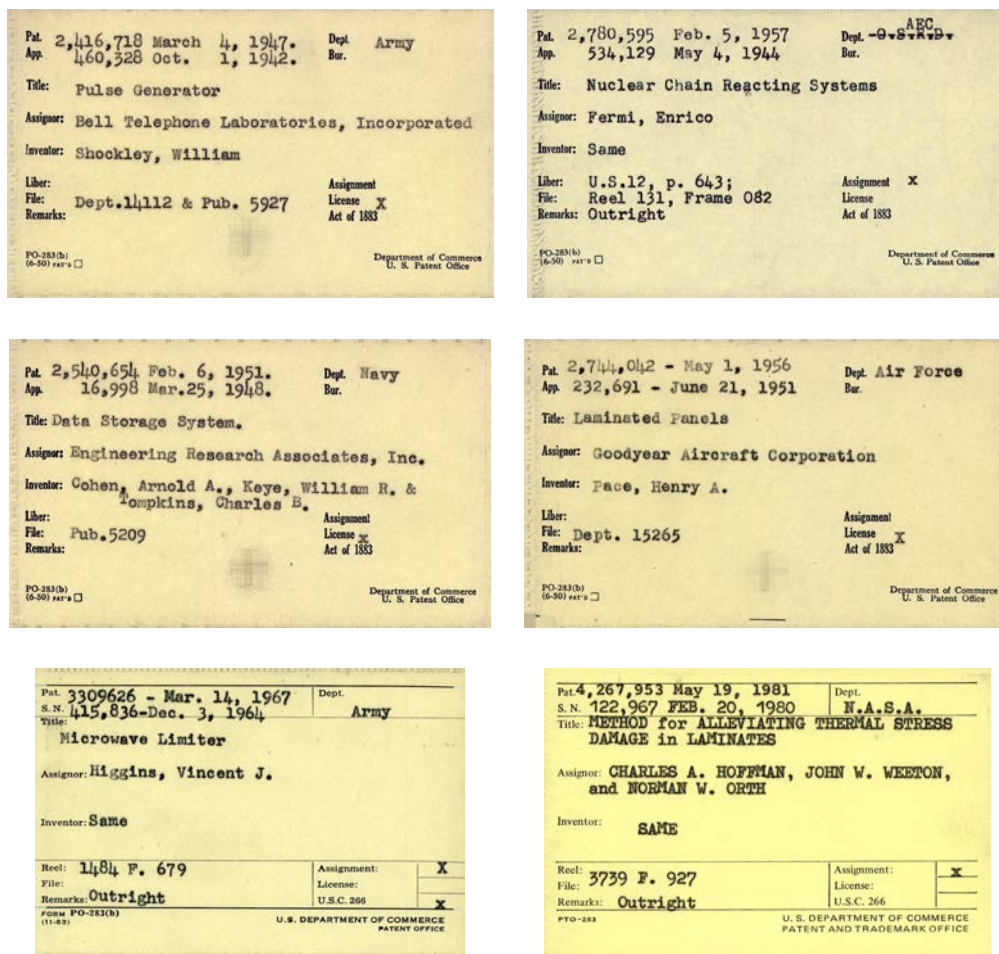 Pat. 2,416,718 March 4, 1947. Dept. Army
App. 460,328 Oct. 1, 1942. Bur.
Title: Pulse Generator
Assignor: Bell Telephone Laboratories, Incorporated
Inventor: Shockley, William
Liber: Assignment
File: Dept.14112 & Pub. 5927 License X
Remarks: Act of 1883
PO-283(b) Department of Commerce
(6-50) PAT'D ☐ U. S. Patent Office
AEC
Pat. 2,780,595 Feb. 5, 1957 Dept. -O.S.R.D.
App. 534,129 May 4, 1944 Bur.
Title: Nuclear Chain Reacting Systems
Assignor: Fermi, Enrico
Inventor: Same
Liber: U.S.12, p. 643; Assignment X
File: Reel 131, Frame 082 License
Remarks: Outright Act of 1883
PO-283(b) Department of Commerce
(6-50) PAT'D ☐ U. S. Patent Office
Pat. 2,540,654 Feb. 6, 1951. Dept. Navy
App. 16,998 Mar.25, 1948. Bur.
Title: Data Storage System.
Assignor: Engineering Research Associates, Inc.
Inventor: Cohen, Arnold A., Keye, William R. &
Tompkins, Charles B.
Liber: Assignment
File: Pub.5209 License X
Remarks: Act of 1883
PO-283(b) Department of Commerce
(6-50) PAT'D ☐ U. S. Patent Office
Pat. 2,744,042 - May 1, 1956 Dept. Air Force
App. 232,691 - June 21, 1951 Bur.
Title: Laminated Panels
Assignor: Goodyear Aircraft Corporation
Inventor: Pace, Henry A.
Liber: Assignment
File: Dept. 15265 License X
Remarks: Act of 1883
PO-283(b) Department of Commerce
(6-50) PAT'D ☐ U. S. Patent Office
Pat. 3309626 - Mar. 14, 1967 Dept.
S. N. 415,836-Dec. 3, 1964 Army
Title:
Microwave Limiter
Assignor: Higgins, Vincent J.
Inventor: Same
Reel: 1484 F. 679 Assignment: X
File: License:
Remarks: Outright U.S.C. 266 X
FORM PO-283(b) U.S. DEPARTMENT OF COMMERCE
(11-63) PATENT OFFICE
Pat. 4,267,953 May 19, 1981 Dept.
S. N. 122,967 FEB. 20, 1980 N.A.S.A.
Title: METHOD for ALLEVIATING THERMAL STRESS
DAMAGE in LAMINATES
Assignor: CHARLES A. HOFFMAN, JOHN W. WEETON,
and NORMAN W. ORTH
Inventor: SAME
Reel: 3739 F. 927 Assignment: X
File: License:
Remarks: Outright U.S.C. 266
PTO-283 U. S. DEPARTMENT OF COMMERCE
PATENT AND TRADEMARK OFFICE